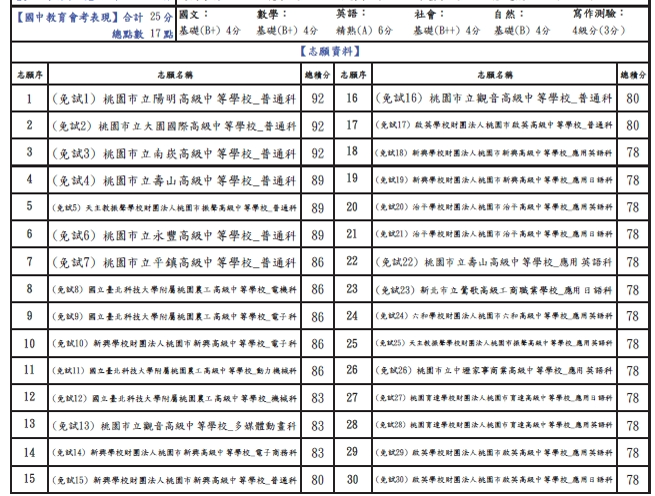 【國中教育會考表現】合計 25分 國文: 數學: 英語: 社會: 自然: 寫作測驗:
總點數 17點 基礎(B+) 4分 基礎(B+) 4分 精熟(A) 6分 基礎(B++) 4分 基礎(B) 4分 4級分(3分)
【志願資料】
志願序 志願名稱 總積分 志願序 志願名稱 總積分
1 (免試1) 桃園市立陽明高級中等學校_普通科 92 16 (免試16) 桃園市立觀音高級中等學校_普通科 80
2 (免試2) 桃園市立大園國際高級中等學校_普通科 92 17 (免試17) 啟英學校財團法人桃園市啟英高級中等學校_普通科 80
3 (免試3) 桃園市立南崁高級中等學校_普通科 92 18 (免試18) 新興學校財團法人桃園市新興高級中等學校_應用英語科 78
4 (免試4) 桃園市立壽山高級中等學校_普通科 89 19 (免試19) 新興學校財團法人桃園市新興高級中等學校_應用日語科 78
5 (免試5) 天主教振聲學校財團法人桃園市振聲高級中等學校_普通科 89 20 (免試20) 治平學校財團法人桃園市治平高級中等學校_應用英語科 78
6 (免試6) 桃園市立永豐高級中等學校_普通科 89 21 (免試21) 治平學校財團法人桃園市治平高級中等學校_應用日語科 78
7 (免試7) 桃園市立平鎮高級中等學校_普通科 86 22 (免試22) 桃園市立壽山高級中等學校_應用英語科 78
8 (免試8) 國立臺北科技大學附屬桃園農工高級中等學校_電機科 86 23 (免試23) 新北市立鶯歌高級工商職業學校_應用日語科 78
9 (免試9) 國立臺北科技大學附屬桃園農工高級中等學校_電子科 86 24 (免試24) 六和學校財團法人桃園市六和高級中等學校_應用英語科 78
10 (免試10) 新興學校財團法人桃園市新興高級中等學校_電子科 86 25 (免試25) 天主教振聲學校財團法人桃園市振聲高級中等學校_應用英語科 78
11 (免試11) 國立臺北科技大學附屬桃園農工高級中等學校_動力機械科 86 26 (免試26) 桃園市立中壢家事商業高級中等學校_應用英語科 78
12 (免試12) 國立臺北科技大學附屬桃園農工高級中等學校_機械科 83 27 (免試27) 桃園育達學校財團法人桃園市育達高級中等學校_應用日語科 78
13 (免試13) 桃園市立觀音高級中等學校_多媒體動畫科 83 28 (免試28) 桃園育達學校財團法人桃園市育達高級中等學校_應用英語科 78
14 (免試14) 新興學校財團法人桃園市新興高級中等學校_電子商務科 83 29 (免試29) 啟英學校財團法人桃園市啟英高級中等學校_應用英語科 78
15 (免試15) 新興學校財團法人桃園市新興高級中等學校_普通科 80 30 (免試30) 啟英學校財團法人桃園市啟英高級中等學校_應用日語科 78